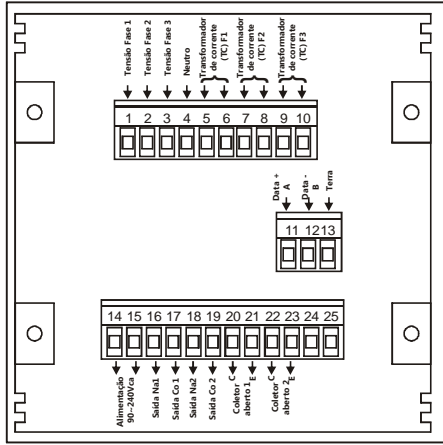 Tensão Fase 1
Tensão Fase 2
Tensão Fase 3
Neutro
Transformador
de corrente
(TC) F1
Transformador
de corrente
(TC) F2
Transformador
de corrente
(TC) F3
1 2 3 4 5 6 7 8 9 10
Data +
A
Data -
B
Terra
11 12 13
14 15 16 17 18 19 20 21 22 23 24 25
Alimentação
90~240Vca
Saída Na1
Saída Co 1
Saída Na2
Saída Co 2
Coletor C
aberto 1 E
Coletor C
aberto 2 E